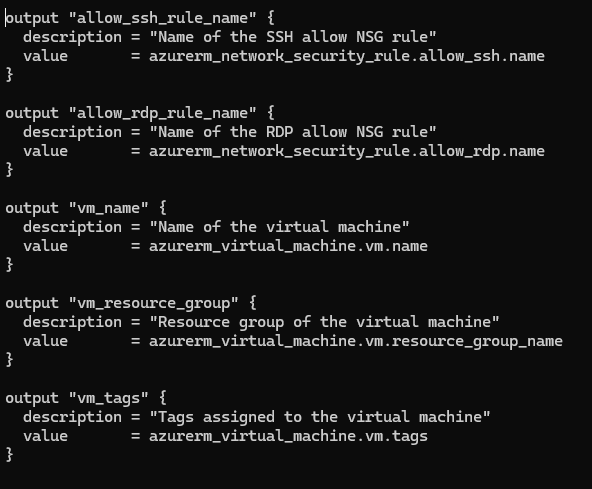 output "allow_ssh_rule_name" {
  description = "Name of the SSH allow NSG rule"
  value       = azurerm_network_security_rule.allow_ssh.name
}

output "allow_rdp_rule_name" {
  description = "Name of the RDP allow NSG rule"
  value       = azurerm_network_security_rule.allow_rdp.name
}

output "vm_name" {
  description = "Name of the virtual machine"
  value       = azurerm_virtual_machine.vm.name
}

output "vm_resource_group" {
  description = "Resource group of the virtual machine"
  value       = azurerm_virtual_machine.vm.resource_group_name
}

output "vm_tags" {
  description = "Tags assigned to the virtual machine"
  value       = azurerm_virtual_machine.vm.tags
}